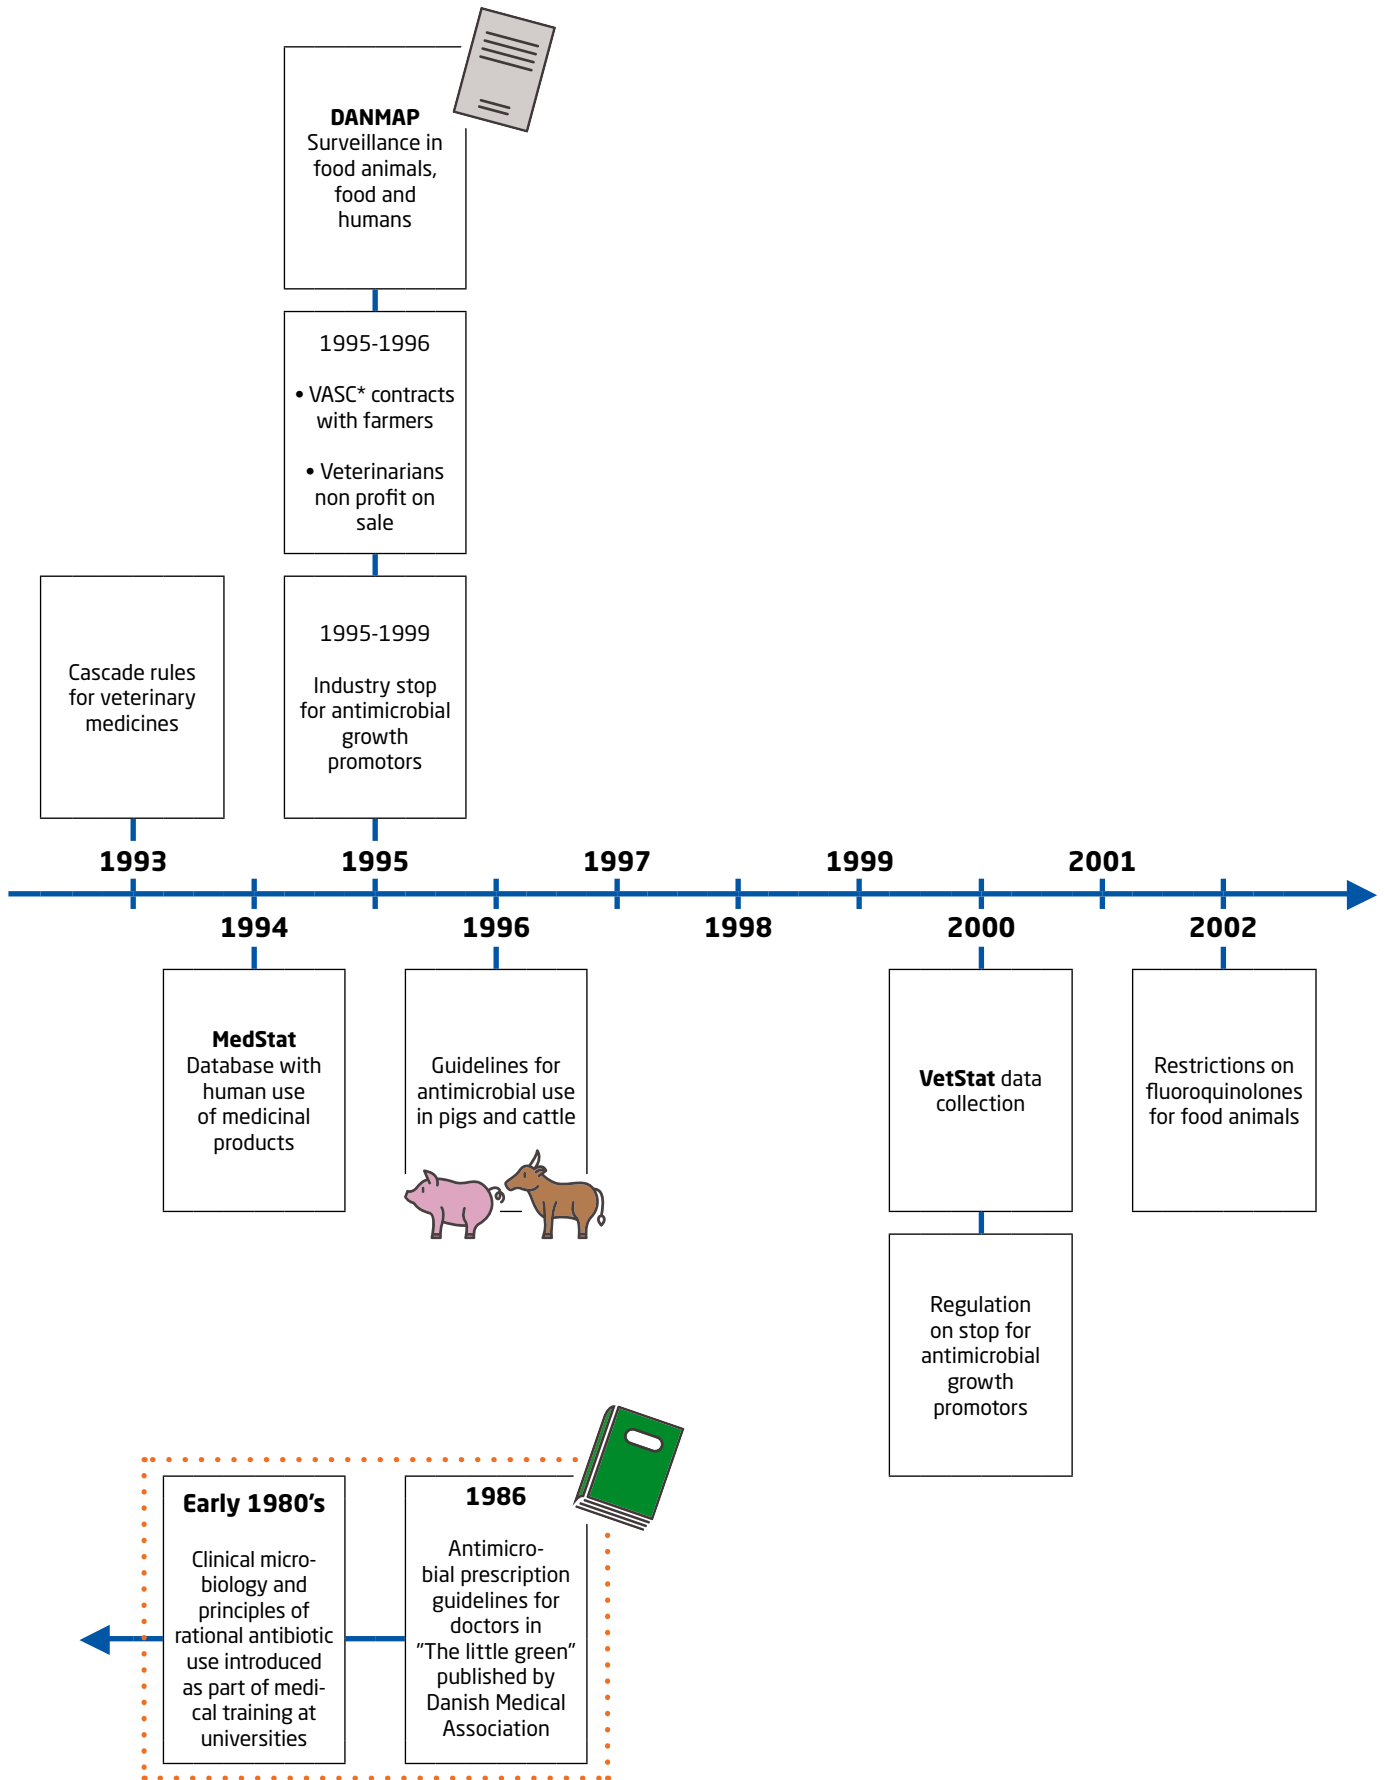 DANMAP
Surveillance in
food animals,
food and
humans
1995-1996
• VASC* contracts
with farmers
• Veterinarians
non profit on
sale
Cascade rules
for veterinary
medicines
1995-1999
Industry stop
for antimicrobial
growth
promotors
1993
1995
1997
1999
2001
1994
1996
1998
2000
2002
MedStat
Database with
human use
of medicinal
products
Guidelines for
antimicrobial use
in pigs and cattle
VetStat data
collection
Restrictions on
fluoroquinolones
for food animals
Regulation
on stop for
antimicrobial
growth
promotors
Early 1980's
Clinical micro-
biology and
principles of
rational antibiotic
use introduced
as part of medi-
cal training at
universities
1986
Antimicro-
bial prescription
guidelines for
doctors in
"The little green"
published by
Danish Medical
Association